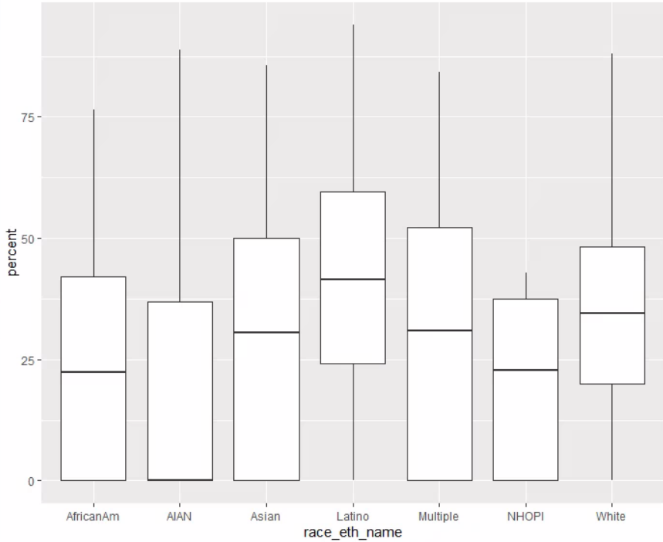 percent
75
50
25
0
AfricanAm AIAN Asian Latino Multiple NHOPI White
race_eth_name